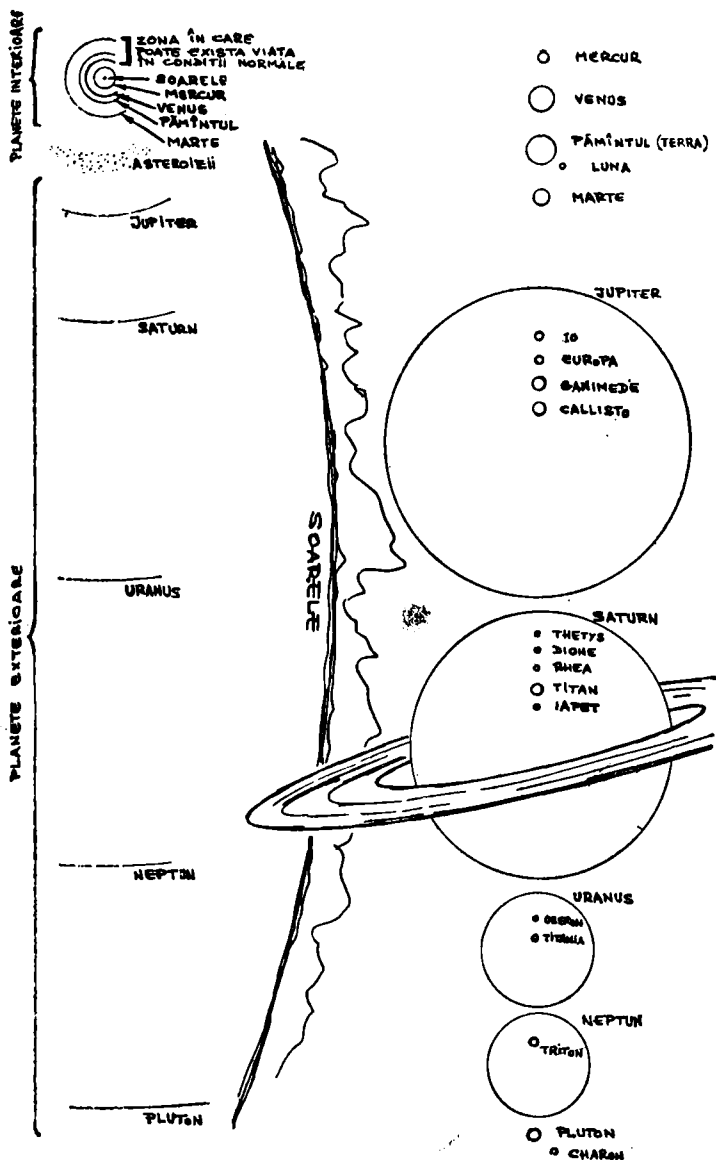 PLANETE INTERIOARE
ZONA ÎN CARE
POATE EXISTA VIATA
ÎN CONDITII NORMALE
SOARELE
MERCUR
VENUS
PĂMÎNTUL
MARTE
ASTEROIZII
PLANETE EXTERIOARE
JUPITER
SATURN
URANUS
NEPTUN
PLUTON
SOARELE
MERCUR
VENUS
PĂMÎNTUL (TERRA)
LUNA
MARTE
JUPITER
IO
EUROPA
GANIMEDE
CALLISTO
SATURN
THETYS
DIONE
RHEA
TITAN
IAPET
URANUS
OBERON
TITANIA
NEPTUN
TRITON
PLUTON
CHARON